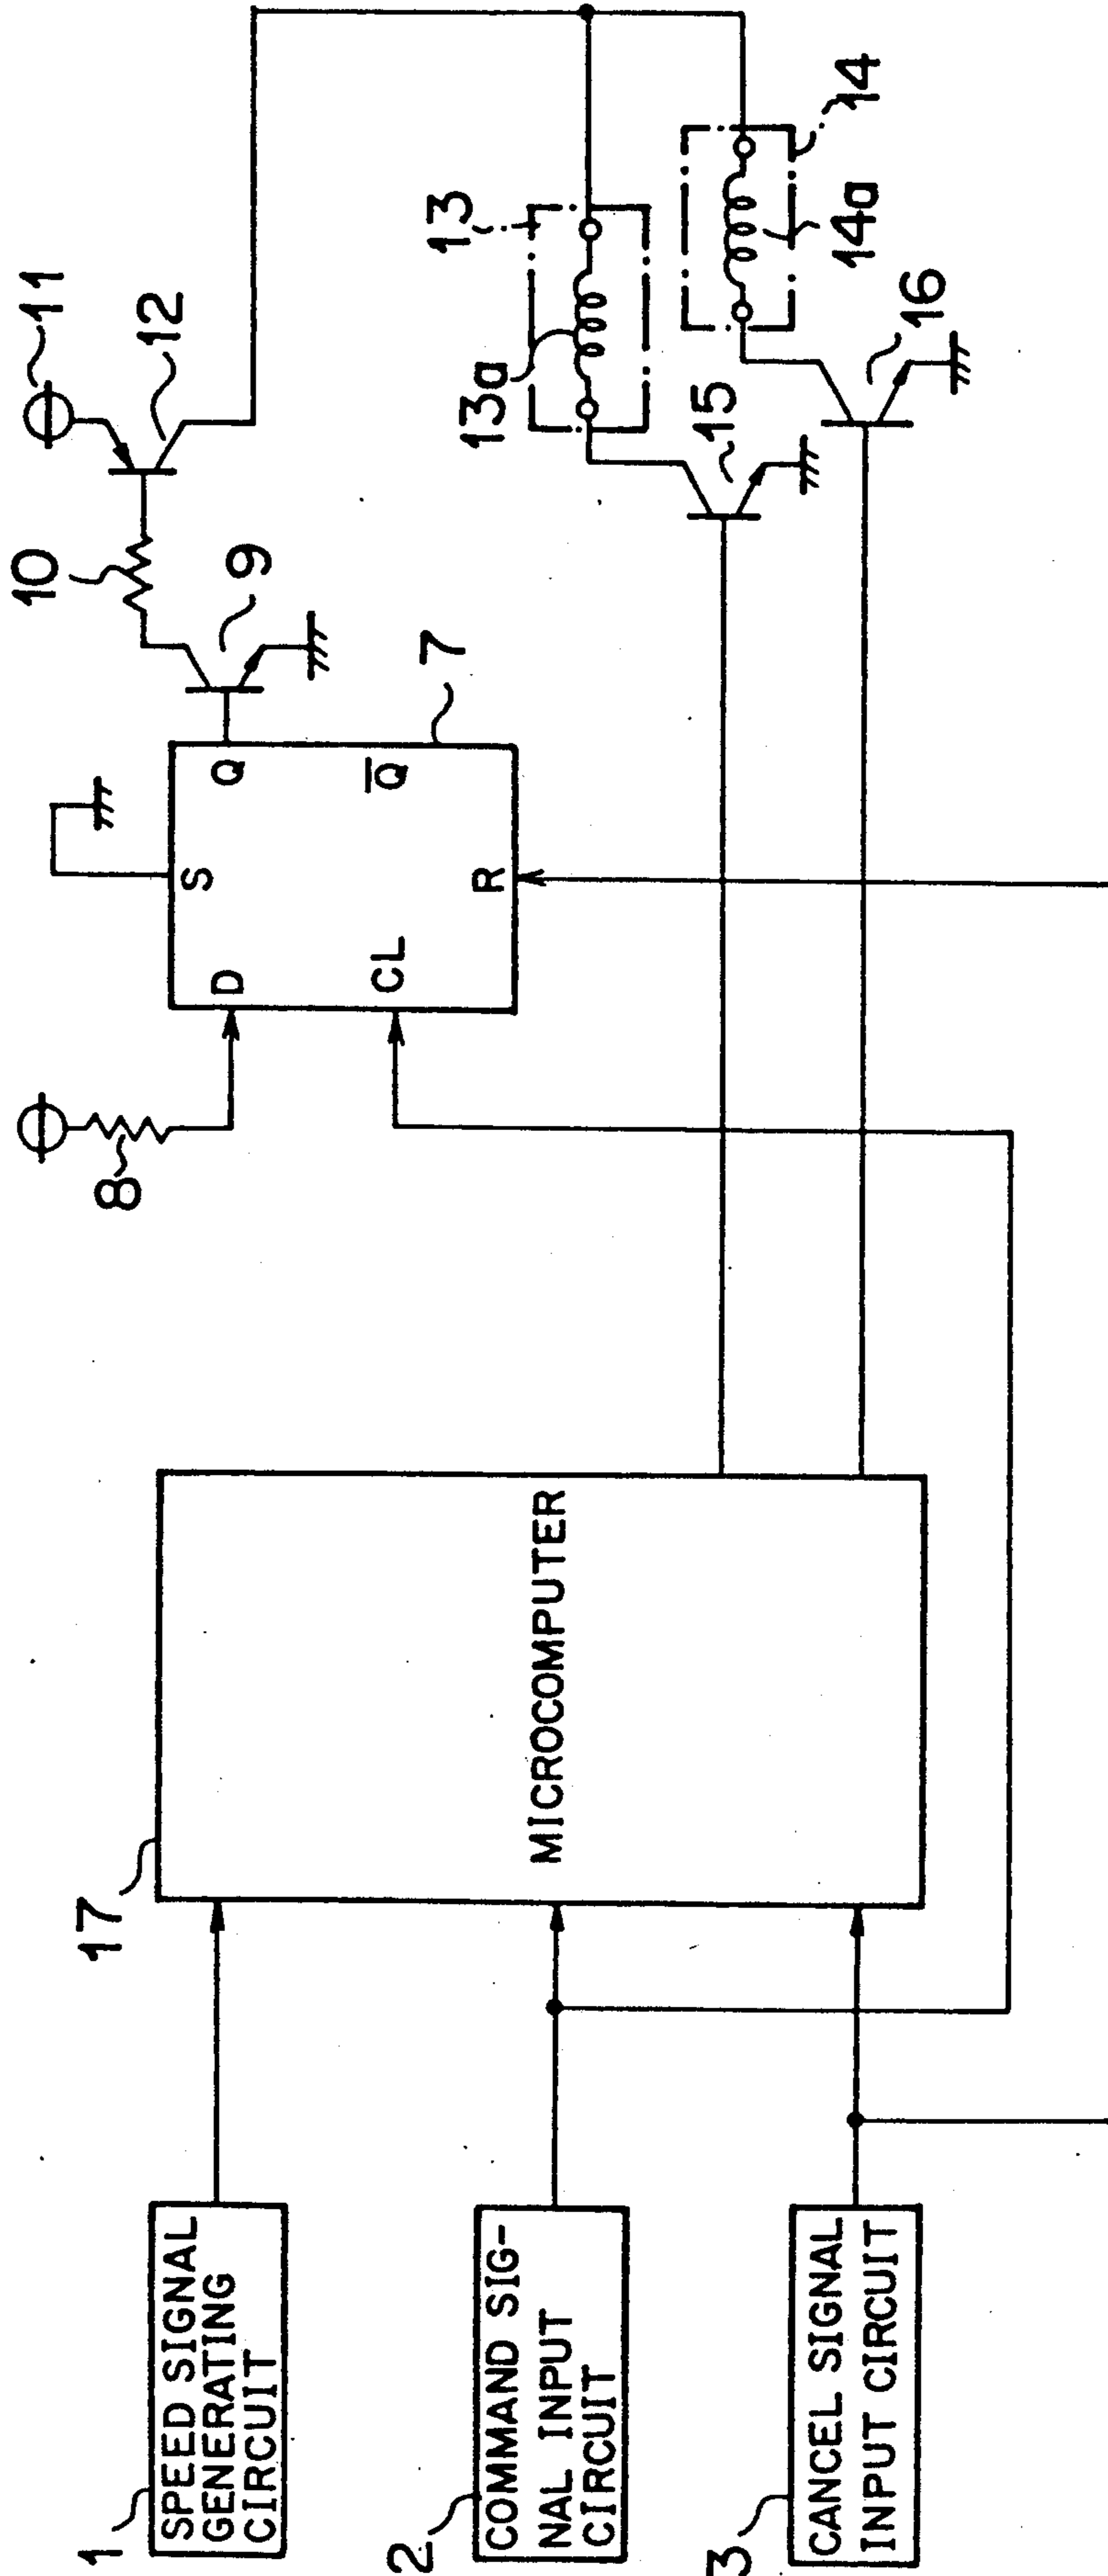 1
SPEED SIGNAL
GENERATING
CIRCUIT
2
COMMAND SIG-
NAL INPUT
CIRCUIT
3
CANCEL SIGNAL
INPUT CIRCUIT
17
MICROCOMPUTER
8
D
S
Q
CL
Q̅
R
7
9
10
11
12
13
13a
14
14a
15
16